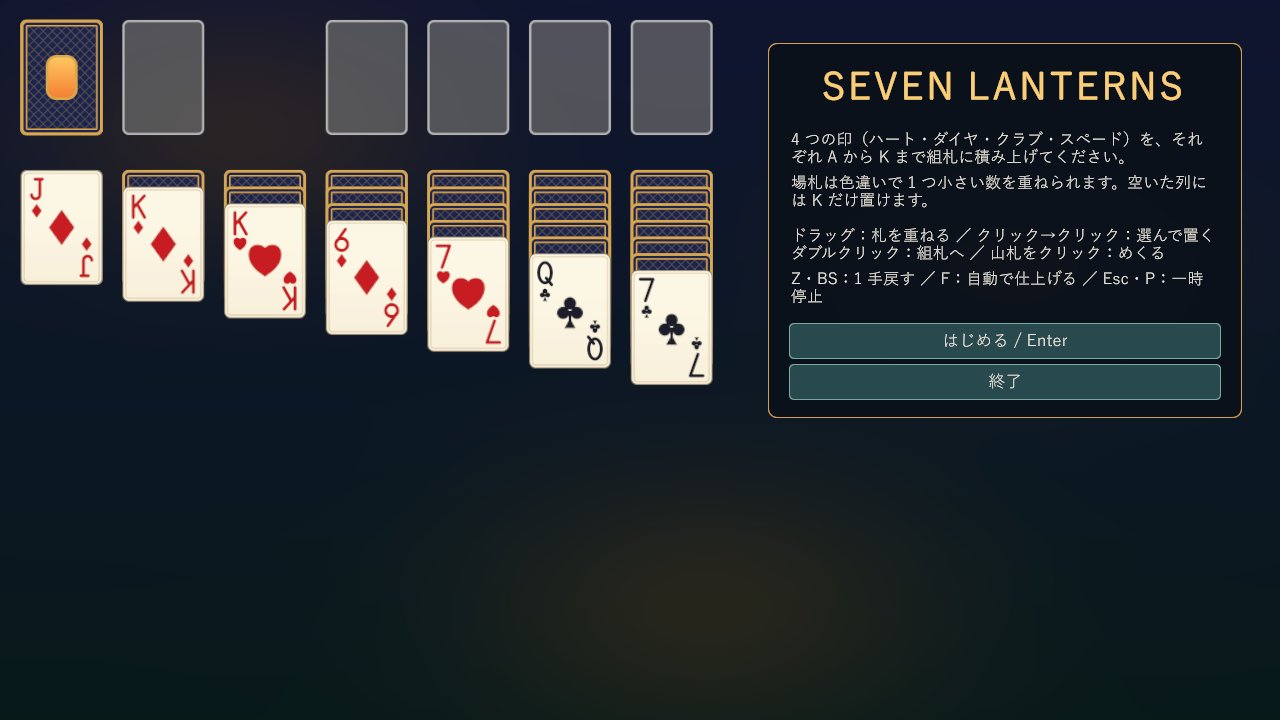 SEVEN LANTERNS
4 つの印（ハート・ダイヤ・クラブ・スペード）を、それ
ぞれ A から K まで組札に積み上げてください。
場札は色違いで 1 つ小さい数を重ねられます。空いた列に
は K だけ置けます。
ドラッグ：札を重ねる ／ クリック→クリック：選んで置く
ダブルクリック：組札へ ／ 山札をクリック：めくる
Z・BS：1 手戻す ／ F：自動で仕上げる ／ Esc・P：一時
停止
はじめる / Enter
終了
J
J
K
K
K
K
6
6
7
7
Q
Q
7
7